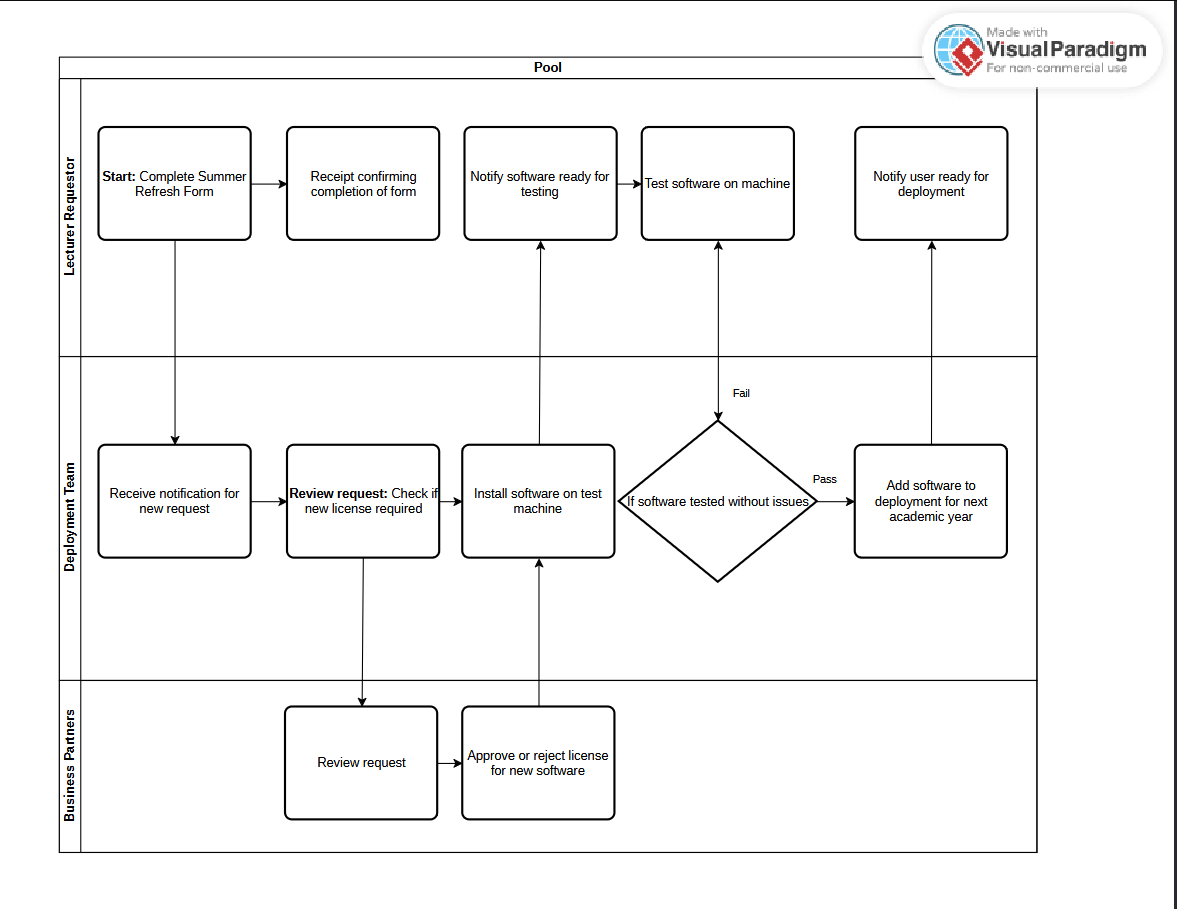 Made with
Visual Paradigm
For non-commercial use
Pool
Lecturer Requestor
Start: Complete Summer
Refresh Form
Receipt confirming
completion of form
Notify software ready for
testing
Test software on machine
Notify user ready for
deployment
Fail
Deployment Team
Receive notification for
new request
Review request: Check if
new license required
Install software on test
machine
If software tested without issues
Pass
Add software to
deployment for next
academic year
Business Partners
Review request
Approve or reject license
for new software